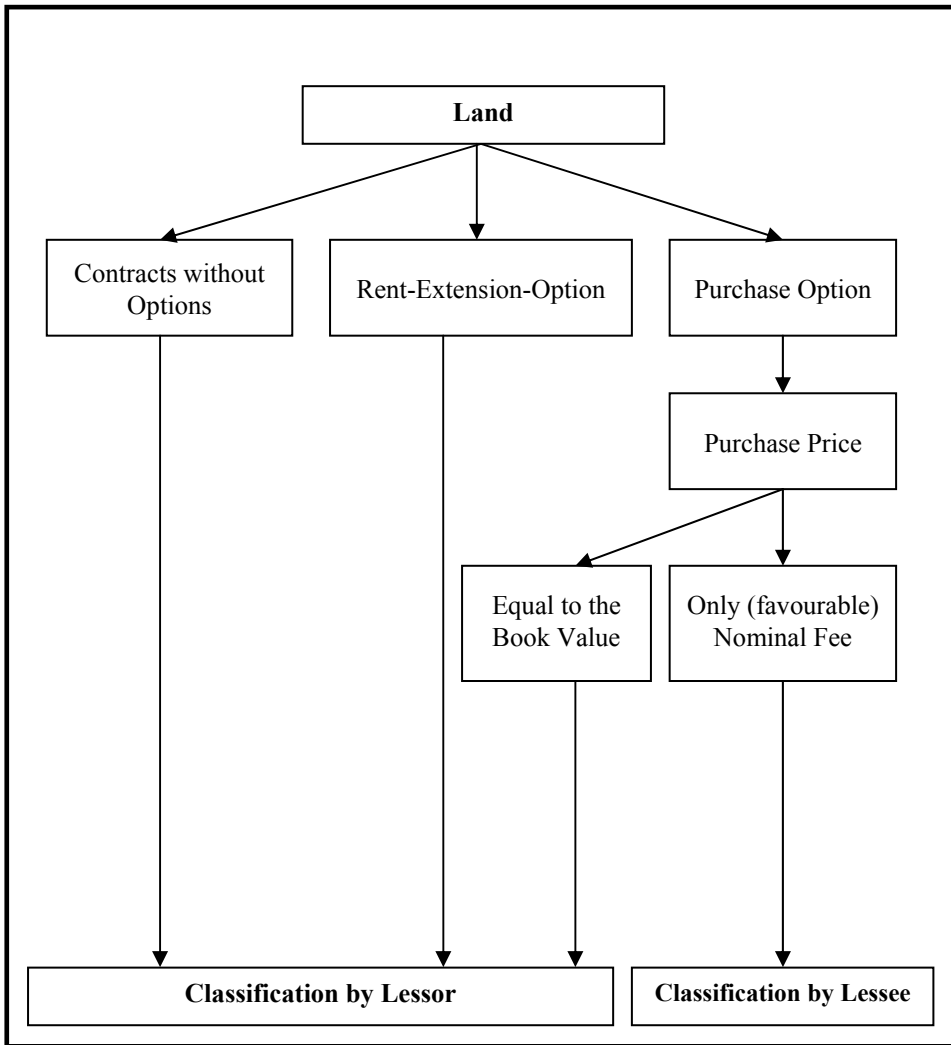 Land
Contracts without
Options
Rent-Extension-Option
Purchase Option
Purchase Price
Equal to the
Book Value
Only (favourable)
Nominal Fee
Classification by Lessor
Classification by Lessee